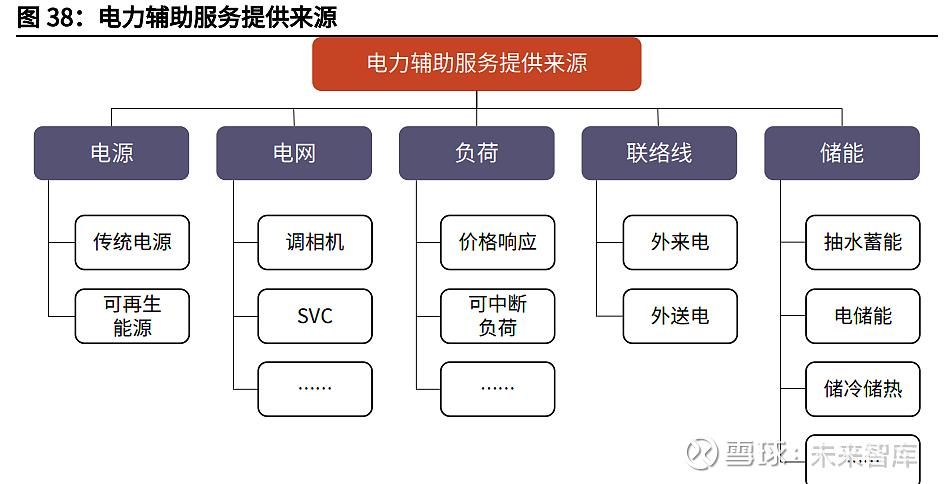 图 38：电力辅助服务提供来源
电力辅助服务提供来源
电源
电网
负荷
联络线
储能
传统电源
调相机
价格响应
外来电
抽水蓄能
可再生
能源
SVC
可中断
负荷
外送电
电储能
……
……
储冷储热
……
雪球：未来智库